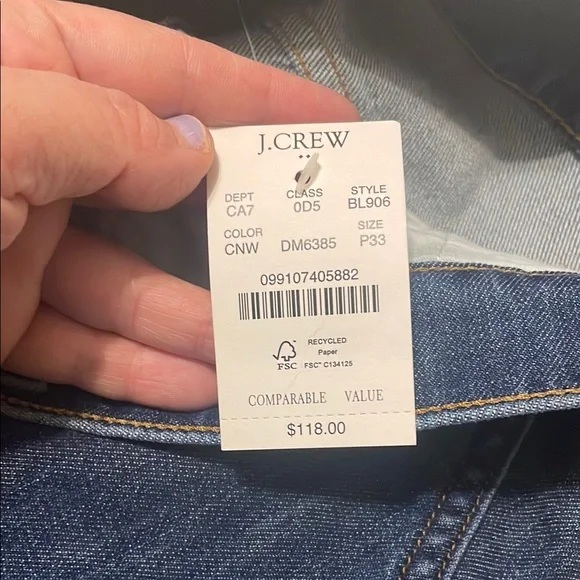 J.CREW
DEPT CLASS STYLE
CA7 0D5 BL906
COLOR SIZE
CNW DM6385 P33
099107405882
RECYCLED
Paper
FSC FSC™ C134125
COMPARABLE VALUE
$118.00